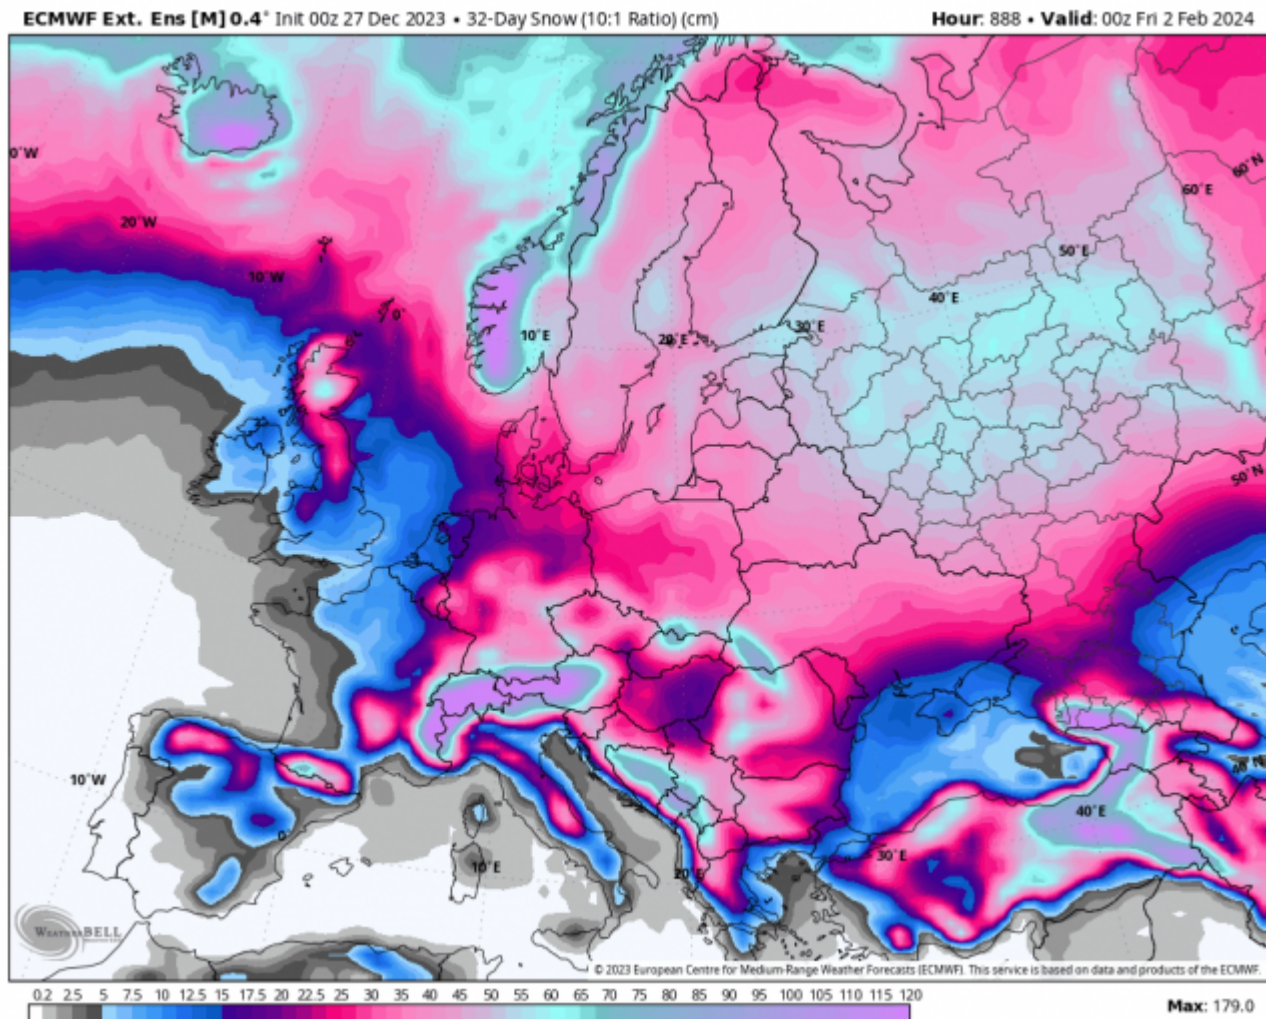 ECMWF Ext. Ens [M] 0.4° Init 00z 27 Dec 2023 • 32-Day Snow (10:1 Ratio) (cm)
Hour: 888 • Valid: 00z Fri 2 Feb 2024
0°W
60°N
60°E
20°W
50°E
10°W
40°E
0°
10°E
20°E
30°E
50°N
10°W
40°N
0°
40°E
10°E
20°E
30°E
WEATHERBELL
© 2023 European Centre for Medium-Range Weather Forecasts (ECMWF). This service is based on data and products of the ECMWF.
0.2 2.5 5 7.5 10 12.5 15 17.5 20 22.5 25 30 35 40 45 50 55 60 65 70 75 80 85 90 95 100 105 110 115 120
Max: 179.0